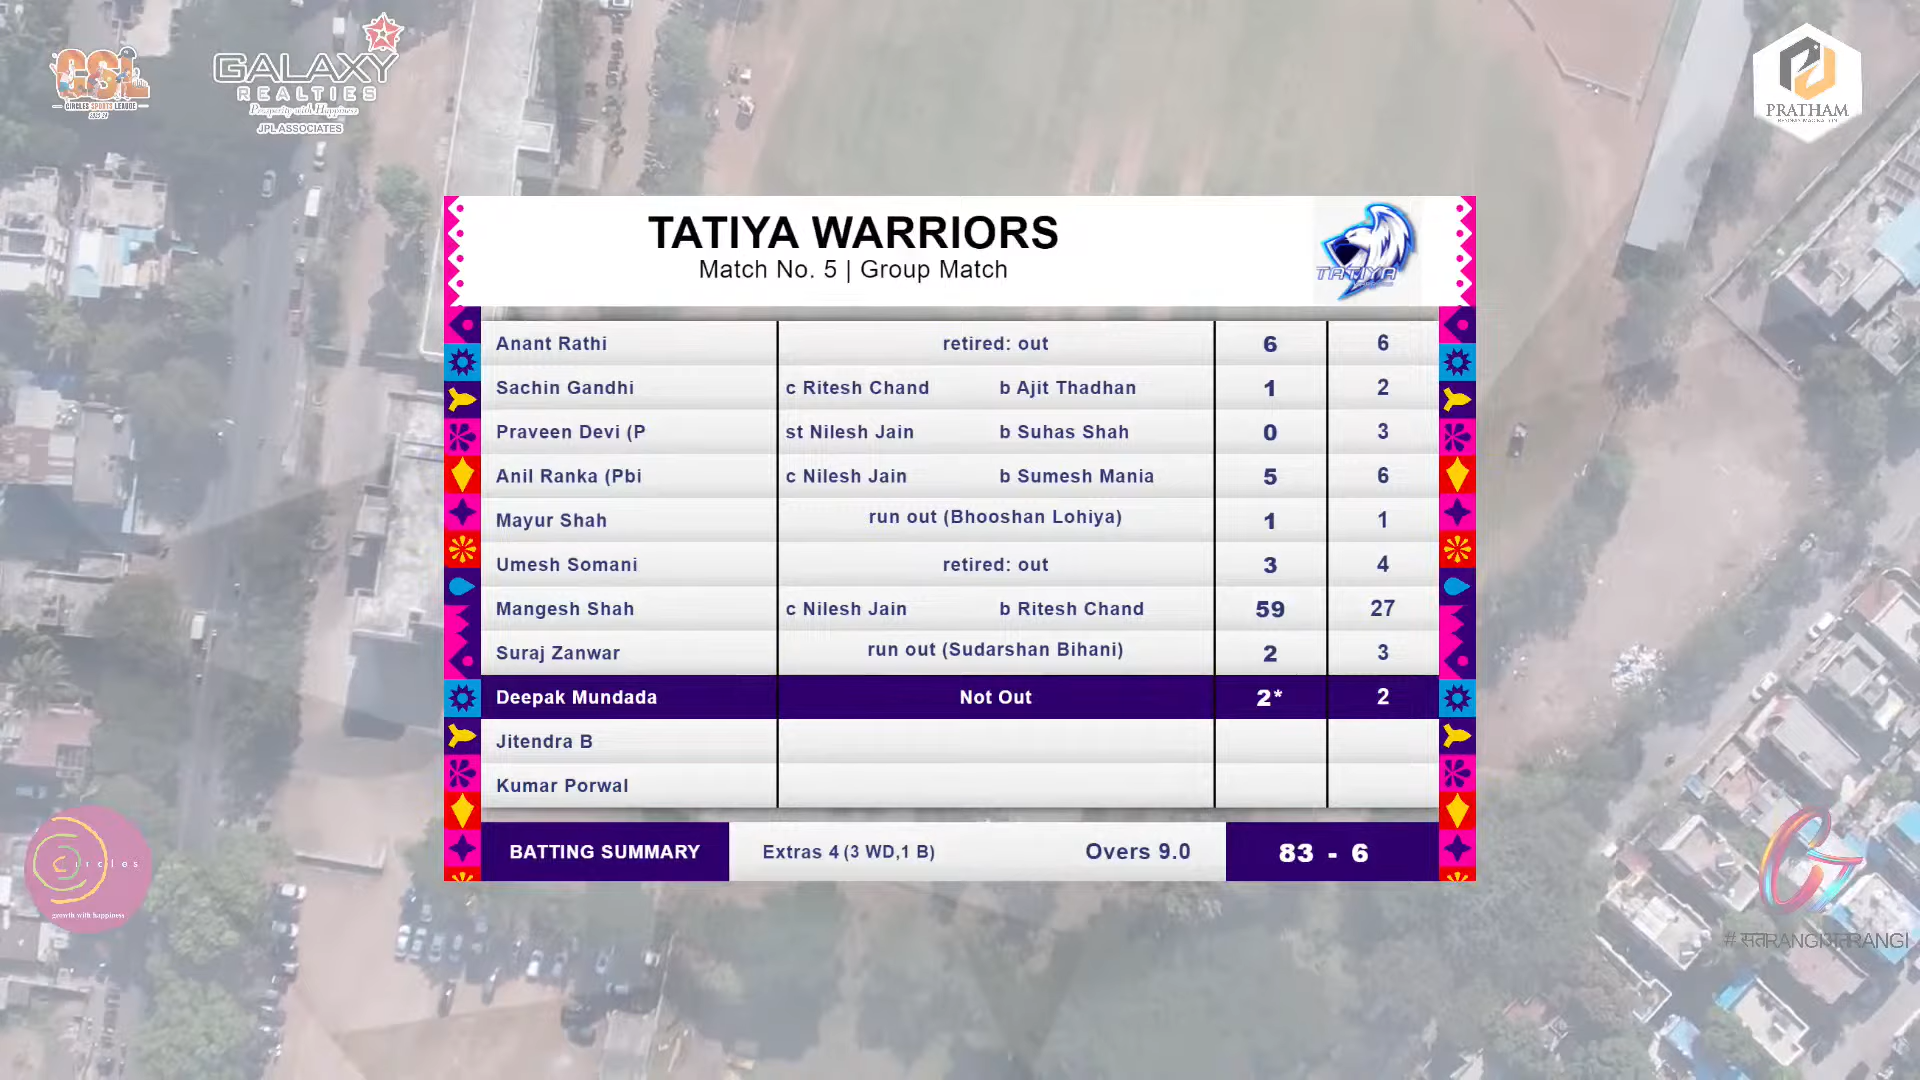 CSL
CIRCLES SPORTS LEAGUE
GALAXY
REALTIES
Prosperity with Happiness
JPL ASSOCIATES
PRATHAM
TATIYA WARRIORS
Match No. 5 | Group Match
TATIYA
Anant Rathi retired: out 6 6
Sachin Gandhi c Ritesh Chand b Ajit Thadhan 1 2
Praveen Devi (P st Nilesh Jain b Suhas Shah 0 3
Anil Ranka (Pbi c Nilesh Jain b Sumesh Mania 5 6
Mayur Shah run out (Bhooshan Lohiya) 1 1
Umesh Somani retired: out 3 4
Mangesh Shah c Nilesh Jain b Ritesh Chand 59 27
Suraj Zanwar run out (Sudarshan Bihani) 2 3
Deepak Mundada Not Out 2* 2
Jitendra B
Kumar Porwal
BATTING SUMMARY Extras 4 (3 WD,1 B) Overs 9.0 83 - 6
Circles
growth with happiness
#सतRANGIअतRANGI